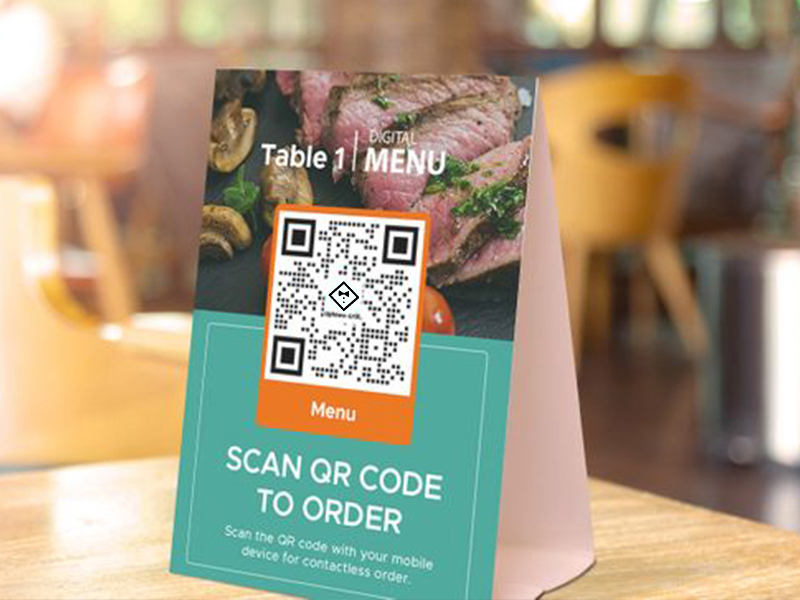 Table 1
DIGITAL
MENU
Menu
SCAN QR CODE
TO ORDER
Scan the QR code with your mobile
device for contactless order.